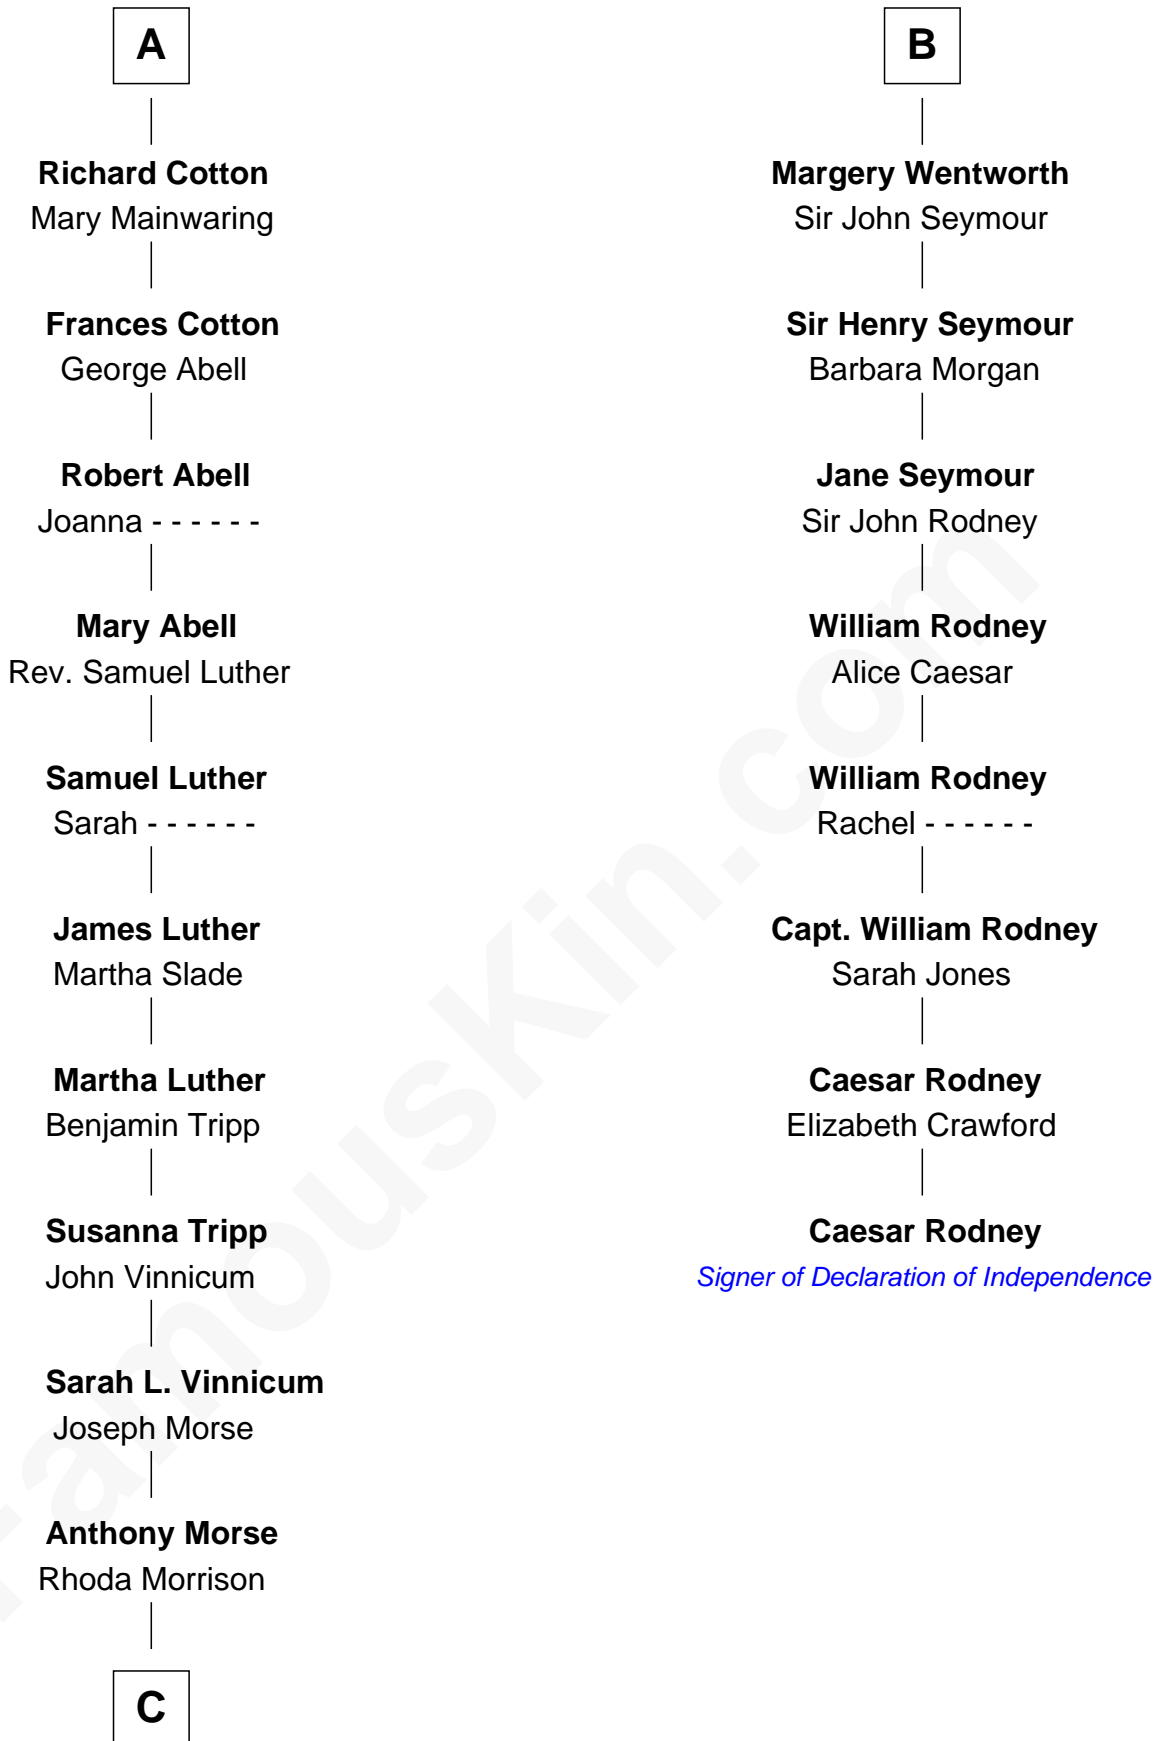 A
Richard Cotton
Mary Mainwaring
Frances Cotton
George Abell
Robert Abell
Joanna - - - - - -
Mary Abell
Rev. Samuel Luther
Samuel Luther
Sarah - - - - - -
James Luther
Martha Slade
Martha Luther
Benjamin Tripp
Susanna Tripp
John Vinnicum
Sarah L. Vinnicum
Joseph Morse
Anthony Morse
Rhoda Morrison
C
B
Margery Wentworth
Sir John Seymour
Sir Henry Seymour
Barbara Morgan
Jane Seymour
Sir John Rodney
William Rodney
Alice Caesar
William Rodney
Rachel - - - - - -
Capt. William Rodney
Sarah Jones
Caesar Rodney
Elizabeth Crawford
Caesar Rodney
Signer of Declaration of Independence
FamousKin.com